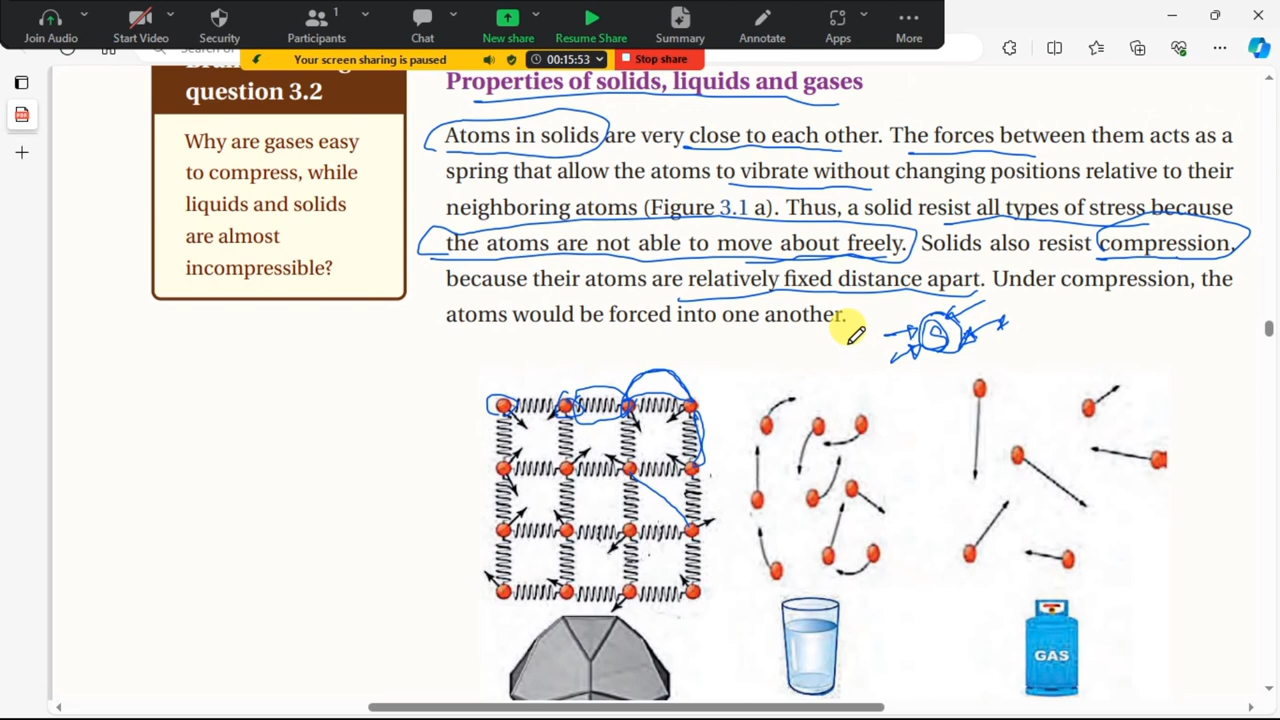 1
Join Audio
Start Video
Security
Participants
Chat
New share
Resume Share
Summary
Annotate
Apps
More
Your screen sharing is paused
00:15:53
Stop share
question 3.2
Why are gases easy
to compress, while
liquids and solids
are almost
incompressible?
Properties of solids, liquids and gases
Atoms in solids are very close to each other. The forces between them acts as a
spring that allow the atoms to vibrate without changing positions relative to their
neighboring atoms (Figure 3.1 a). Thus, a solid resist all types of stress because
the atoms are not able to move about freely. Solids also resist compression,
because their atoms are relatively fixed distance apart. Under compression, the
atoms would be forced into one another.
S
GAS